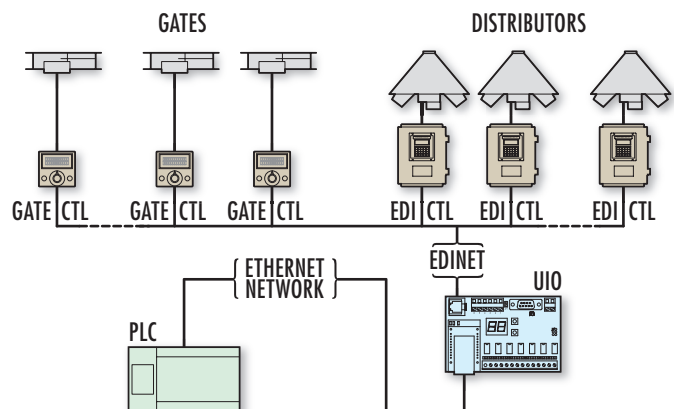 GATES
DISTRIBUTORS
GATE CTL
GATE CTL
GATE CTL
EDI CTL
EDI CTL
EDI CTL
EDINET
ETHERNET
NETWORK
UIO
PLC
88